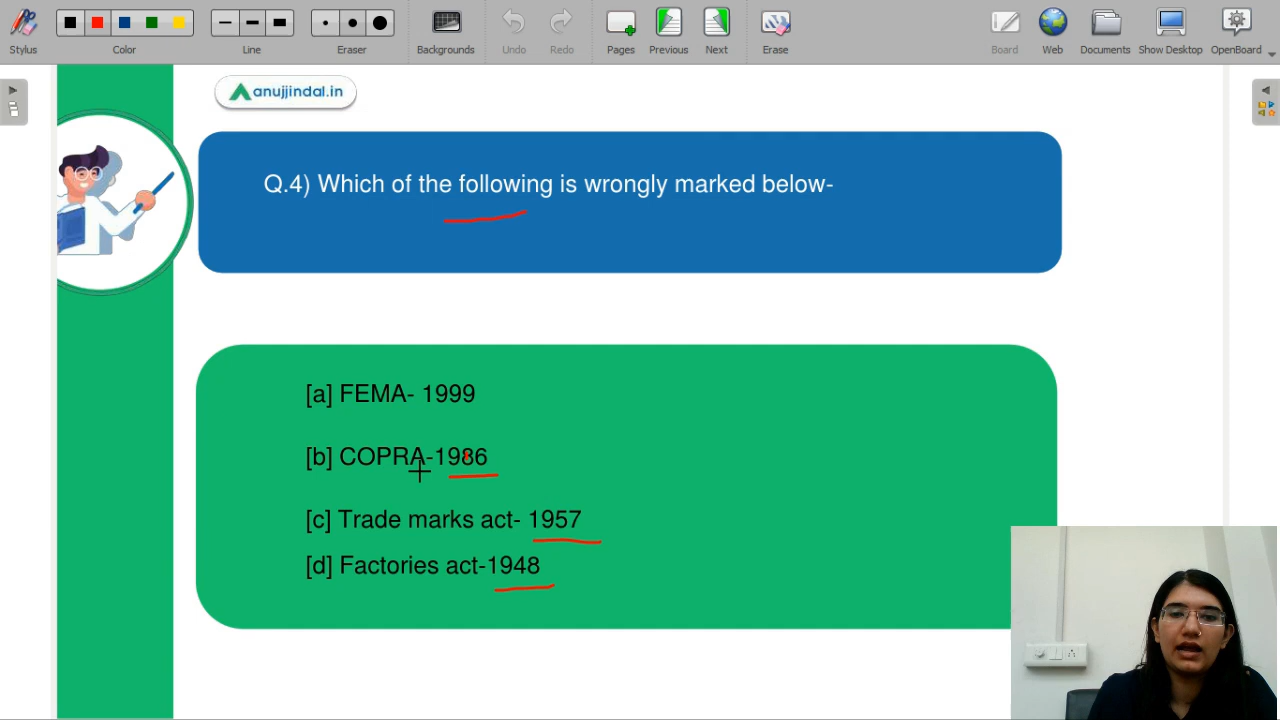 Stylus
Color
Line
Eraser
Backgrounds
Undo
Redo
Pages
Previous
Next
Erase
Board
Web
Documents
Show Desktop
OpenBoard
anujjindal.in
Q.4) Which of the following is wrongly marked below-
[a] FEMA- 1999
[b] COPRA-1986
[c] Trade marks act- 1957
[d] Factories act-1948